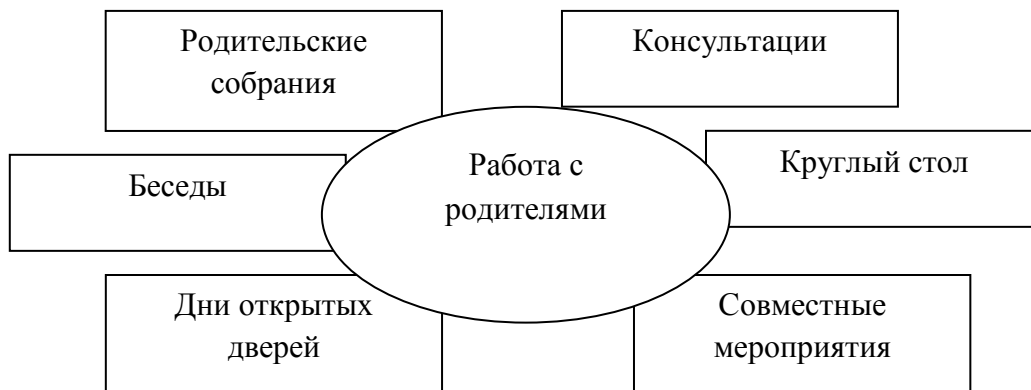 Родительские
собрания
Консультации
Беседы
Работа с
родителями
Круглый стол
Дни открытых
дверей
Совместные
мероприятия